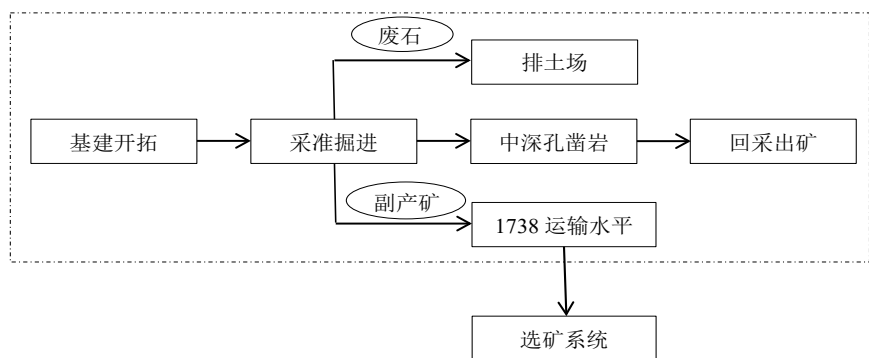 废石
排土场
基建开拓
采准掘进
中深孔凿岩
回采出矿
副产矿
1738 运输水平
选矿系统